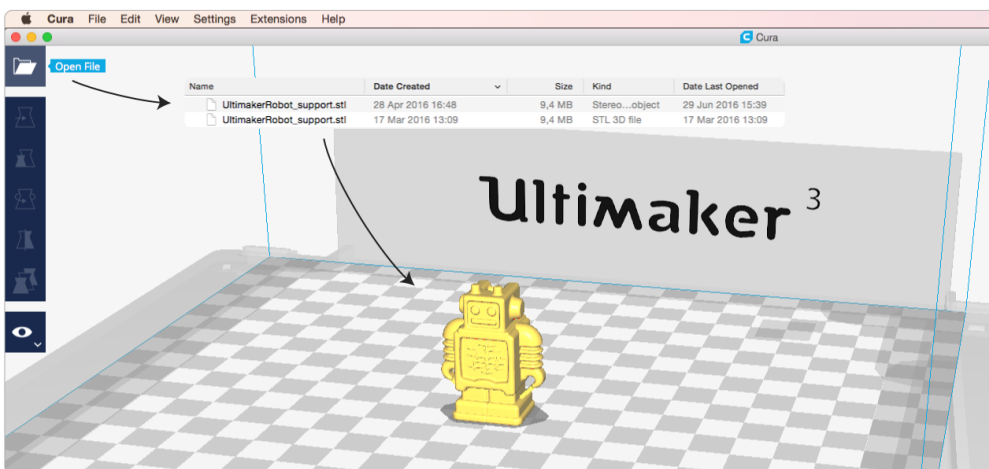 Cura File Edit View Settings Extensions Help
Cura
Open File
Name Date Created Size Kind Date Last Opened
UltimakerRobot_support.stl 28 Apr 2016 16:48 9,4 MB Stereo...object 29 Jun 2016 15:39
UltimakerRobot_support.stl 17 Mar 2016 13:09 9,4 MB STL 3D file 17 Mar 2016 13:09
Ultimaker 3